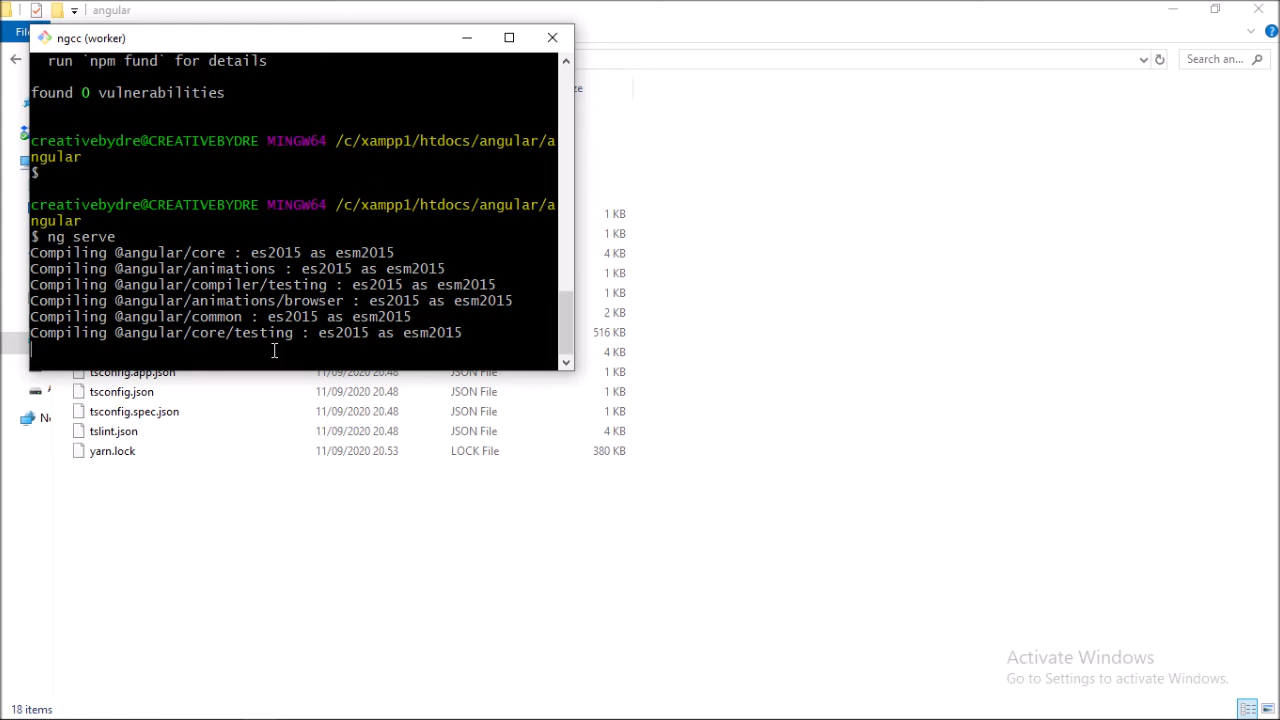 angular
Fil
ngcc (worker)
Search an...
ze
run `npm fund` for details
found 0 vulnerabilities
creativebydre@CREATIVEBYDRE MINGW64 /c/xampp1/htdocs/angular/a
ngular
$
creativebydre@CREATIVEBYDRE MINGW64 /c/xampp1/htdocs/angular/a
ngular
$ ng serve
Compiling @angular/core : es2015 as esm2015
Compiling @angular/animations : es2015 as esm2015
Compiling @angular/compiler/testing : es2015 as esm2015
Compiling @angular/animations/browser : es2015 as esm2015
Compiling @angular/common : es2015 as esm2015
Compiling @angular/core/testing : es2015 as esm2015
1 KB
1 KB
4 KB
1 KB
1 KB
2 KB
516 KB
4 KB
tsconfig.app.json 11/09/2020 20.48 JSON File 1 KB
tsconfig.json 11/09/2020 20.48 JSON File 1 KB
tsconfig.spec.json 11/09/2020 20.48 JSON File 1 KB
tslint.json 11/09/2020 20.48 JSON File 4 KB
yarn.lock 11/09/2020 20.53 LOCK File 380 KB
Activate Windows
Go to Settings to activate Windows.
18 items